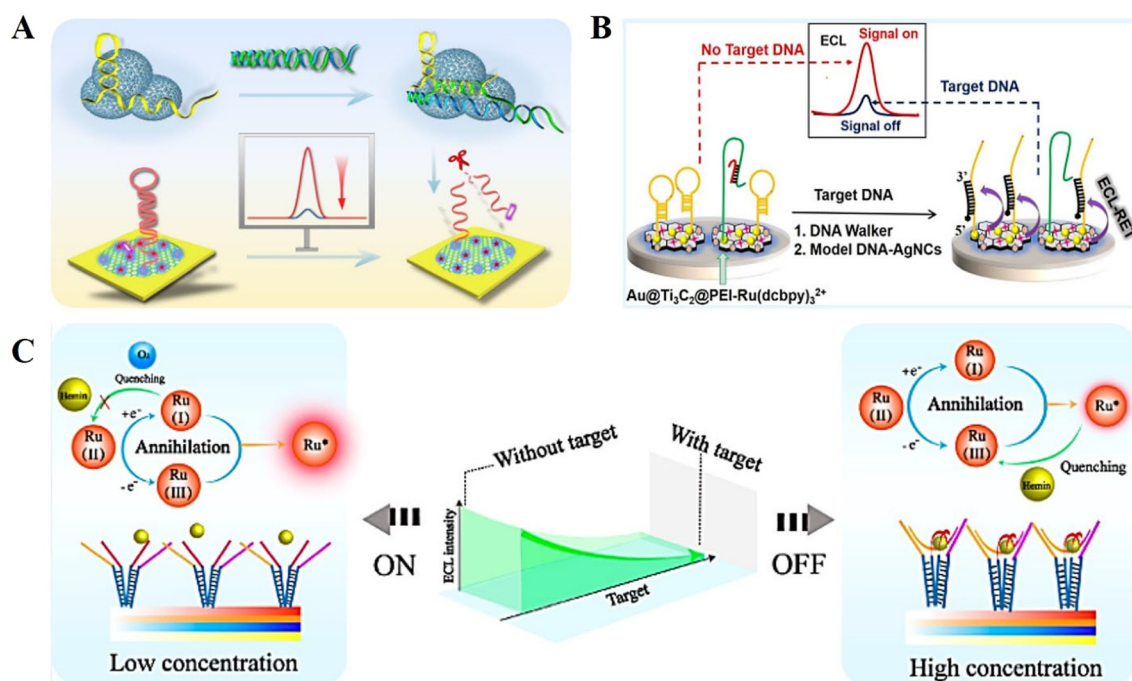 A
B
ECL
Signal on
No Target DNA
Target DNA
Signal off
3'
5'
Target DNA
1. DNA Walker
2. Model DNA-AgNCs
ECL-RET
Au@Ti₃C₂@PEI-Ru(dcbpy)₃²⁺
C
O₂
Quenching
Hemin
Ru
(I)
+e⁻
Ru
(II)
Annihilation
Ru*
-e⁻
Ru
(III)
Low concentration
Without target
With target
ON
OFF
ECL intensity
Target
Ru
(I)
+e⁻
Ru
(II)
Annihilation
Ru*
-e⁻
Ru
(III)
Quenching
Hemin
High concentration